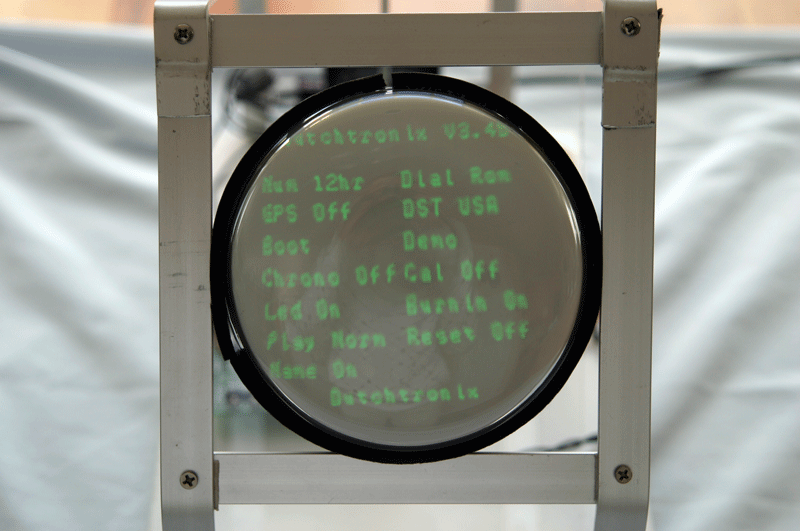 Dutchtronix V3.45
Num 12hr Dial Rom
GPS Off DST USA
Boot Demo
Chrono Off Cal Off
Led On Burnin On
Play Norm Reset Off
Name On
Dutchtronix